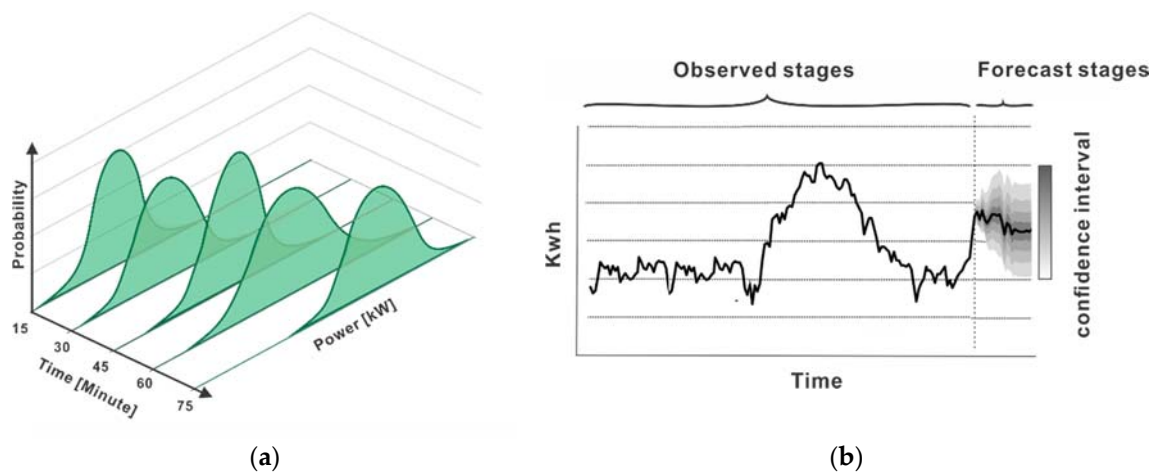 Probability
15
30
45
60
75
Time [Minute]
Power [kW]
(a)
Observed stages
Forecast stages
Kwh
Time
confidence interval
(b)